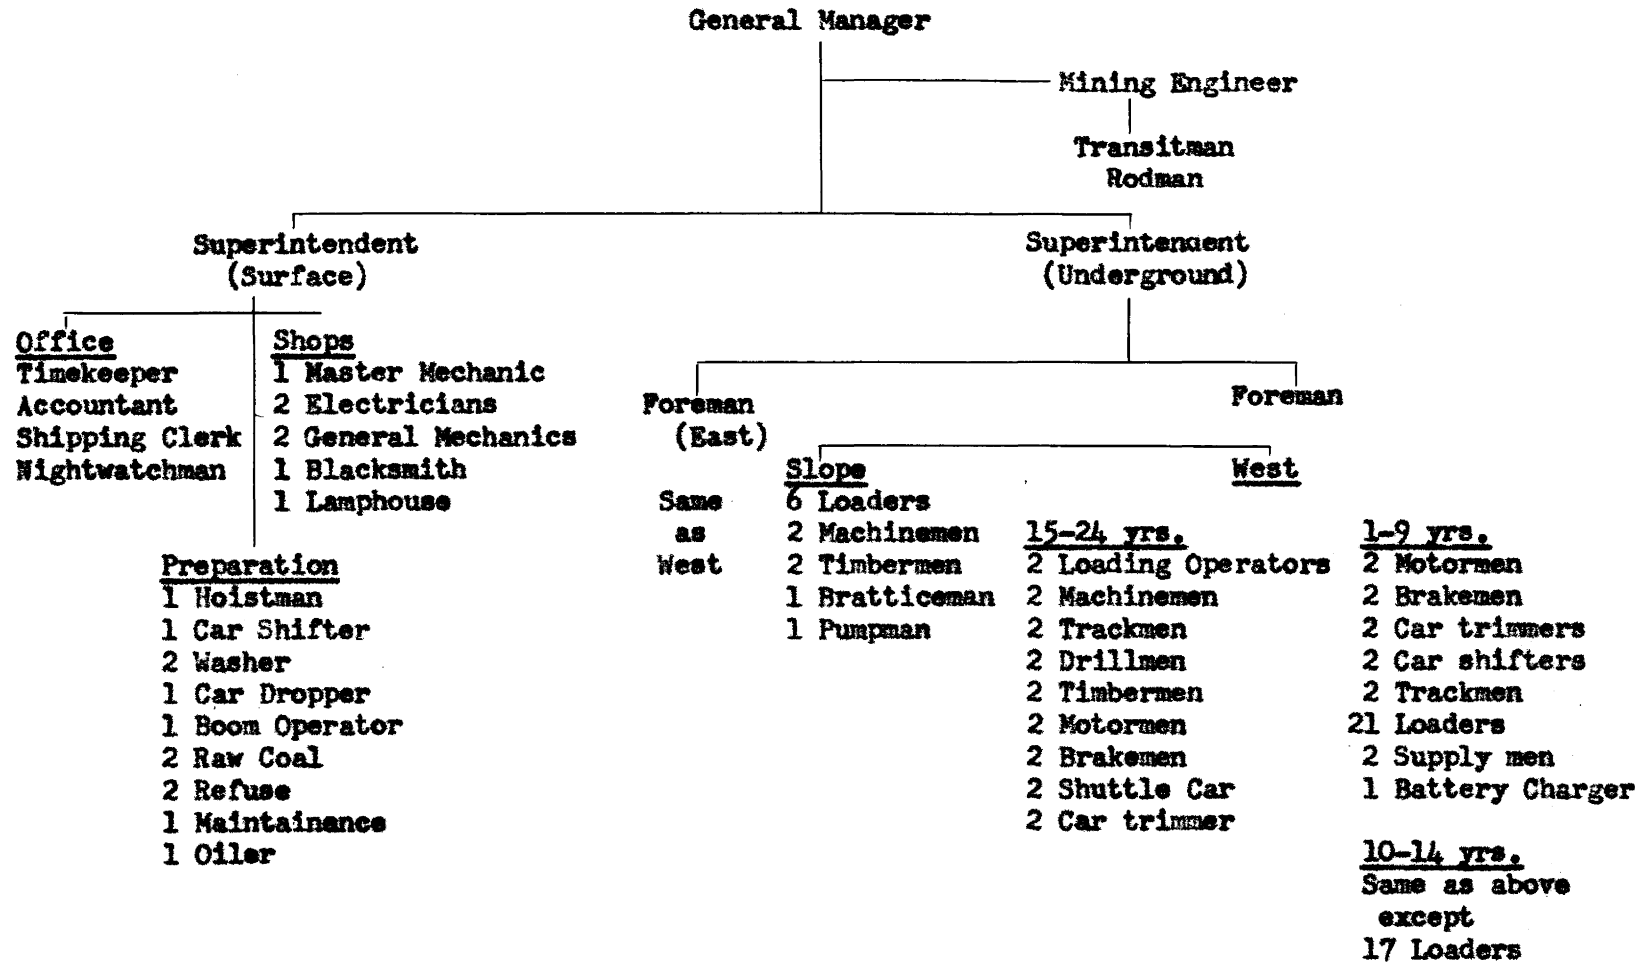 General Manager
Mining Engineer
Transitman
Rodman
Superintendent
(Surface)
Superintendent
(Underground)
Office
Timekeeper
Accountant
Shipping Clerk
Nightwatchman
Shops
1 Master Mechanic
2 Electricians
2 General Mechanics
1 Blacksmith
1 Lamphouse
Preparation
1 Hoistman
1 Car Shifter
2 Washer
1 Car Dropper
1 Boom Operator
2 Raw Coal
2 Refuse
1 Maintainence
1 Oiler
Foreman
(East)
Same
as
West
Foreman
Slope
6 Loaders
2 Machinemen
2 Timbermen
1 Bratticeman
1 Pumpman
West
15-24 yrs.
2 Loading Operators
2 Machinemen
2 Trackmen
2 Drillmen
2 Timbermen
2 Motormen
2 Brakemen
2 Shuttle Car
2 Car trimmer
1-9 yrs.
2 Motormen
2 Brakemen
2 Car trimmers
2 Car shifters
2 Trackmen
21 Loaders
2 Supply men
1 Battery Charger
10-14 yrs.
Same as above
except
17 Loaders